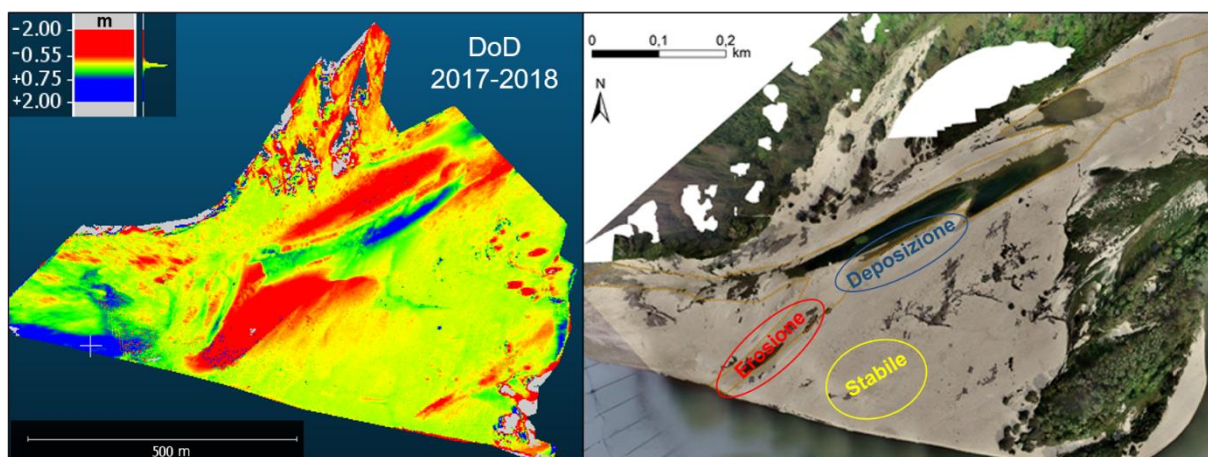 m
-2.00
-0.55
+0.75
+2.00
DoD
2017-2018
500 m
0
0,1
0,2
km
N
Deposizione
Erosione
Stabile